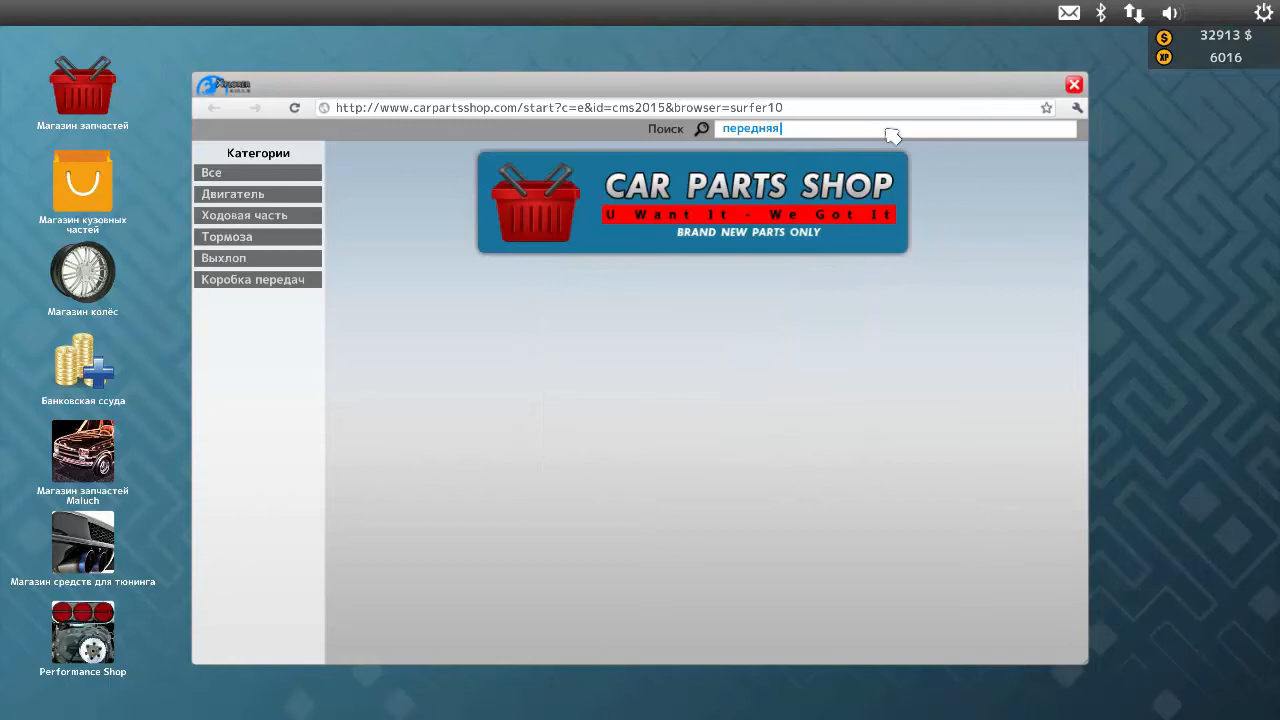 32913 $
6016
Магазин запчастей
Магазин кузовных
частей
Магазин колёс
Банковская ссуда
Магазин запчастей
Maluch
Магазин средств для тюнинга
Performance Shop
http://www.carpartsshop.com/start?c=e&id=cms2015&browser=surfer10
Поиск передняя
Категории
Все
Двигатель
Ходовая часть
Тормоза
Выхлоп
Коробка передач
CAR PARTS SHOP
U Want It - We Got It
BRAND NEW PARTS ONLY